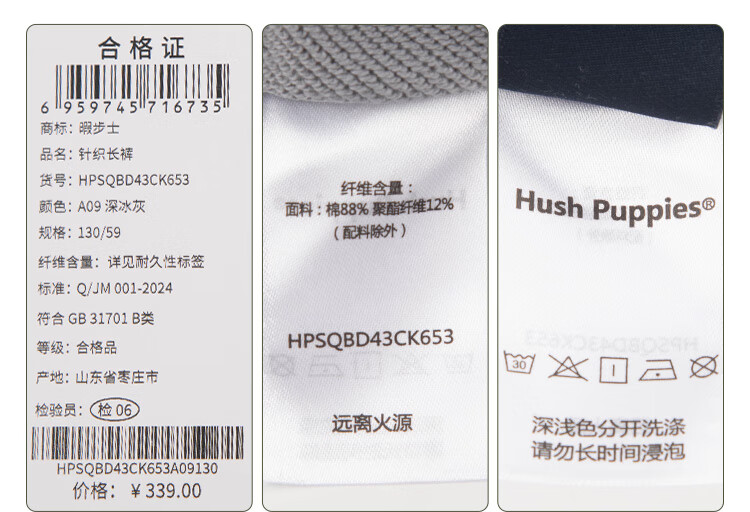 合格证
6 959745 716735
商标：暇步士
品名：针织长裤
货号：HPSQBD43CK653
颜色：A09 深冰灰
规格：130/59
纤维含量：详见耐久性标签
标准：Q/JM 001-2024
符合 GB 31701 B类
等级：合格品
产地：山东省枣庄市
检验员：检 06
HPSQBD43CK653A09130
价格：￥339.00
纤维含量：
面料：棉88% 聚酯纤维12%
（配料除外）
HPSQBD43CK653
远离火源
Hush Puppies®
30
深浅色分开洗涤
请勿长时间浸泡